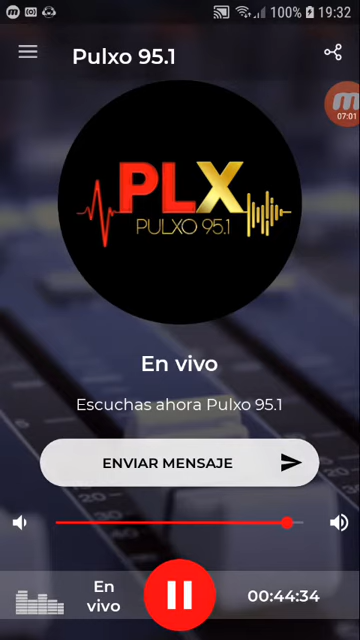 100% 19:32
Pulxo 95.1
07:01
PLX
PULXO 95.1
En vivo
Escuchas ahora Pulxo 95.1
ENVIAR MENSAJE
En
vivo
00:44:34